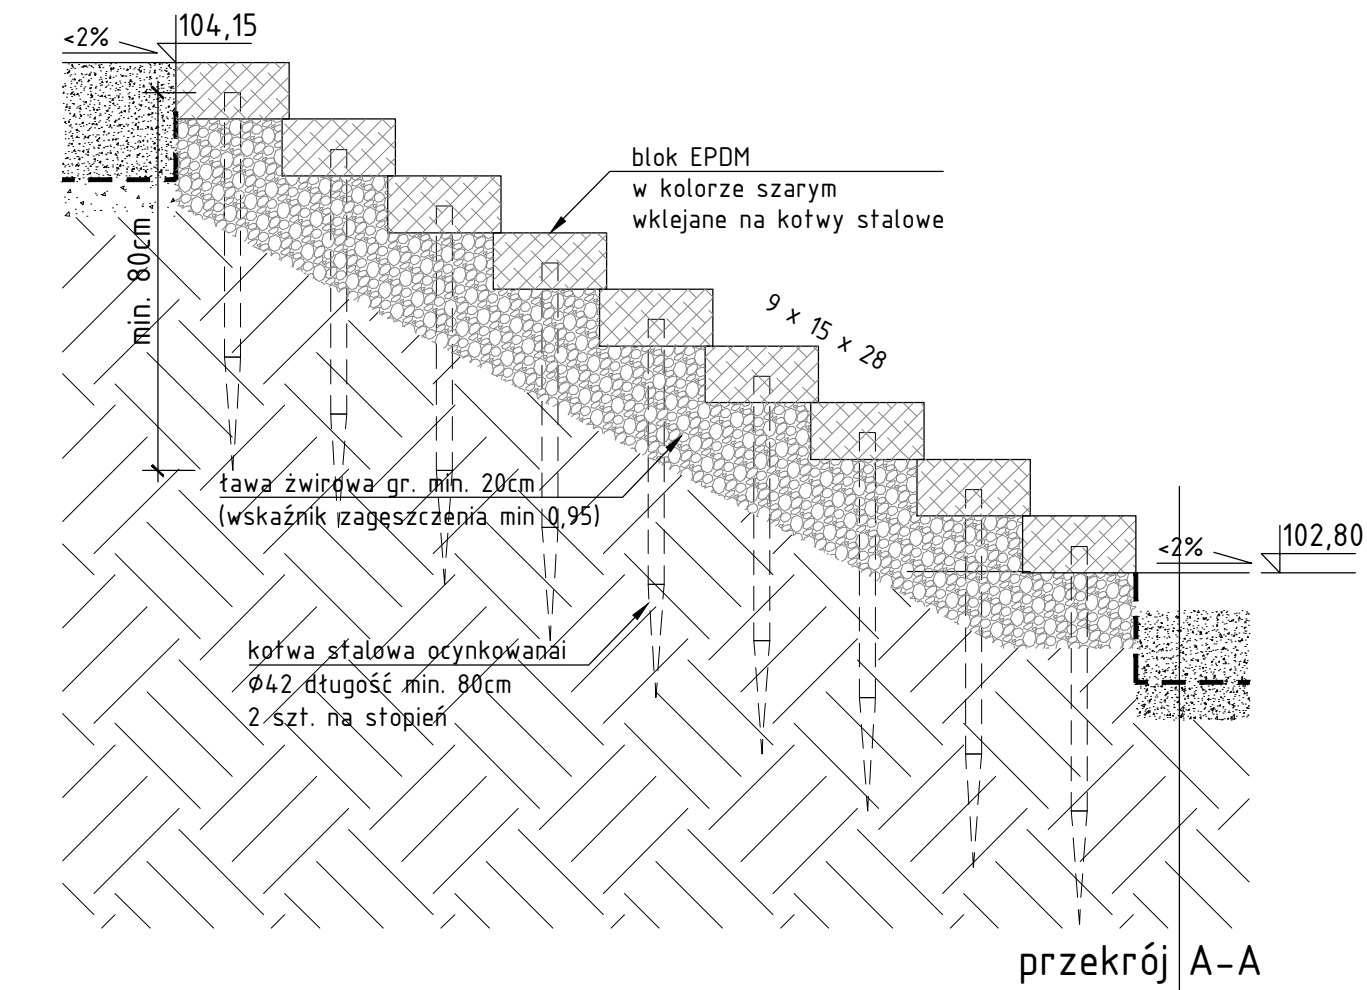 <2%
104,15
blok EPDM
w kolorze szarym
wklejane na kotwy stalowe
min. 80cm
9 x 15 x 28
ława żwirowa gr. min. 20cm
(wskaźnik zagęszczenia min 0,95)
<2%
102,80
kotwa stalowa ocynkowanai
Φ42 długość min. 80cm
2 szt. na stopień
przekrój A-A